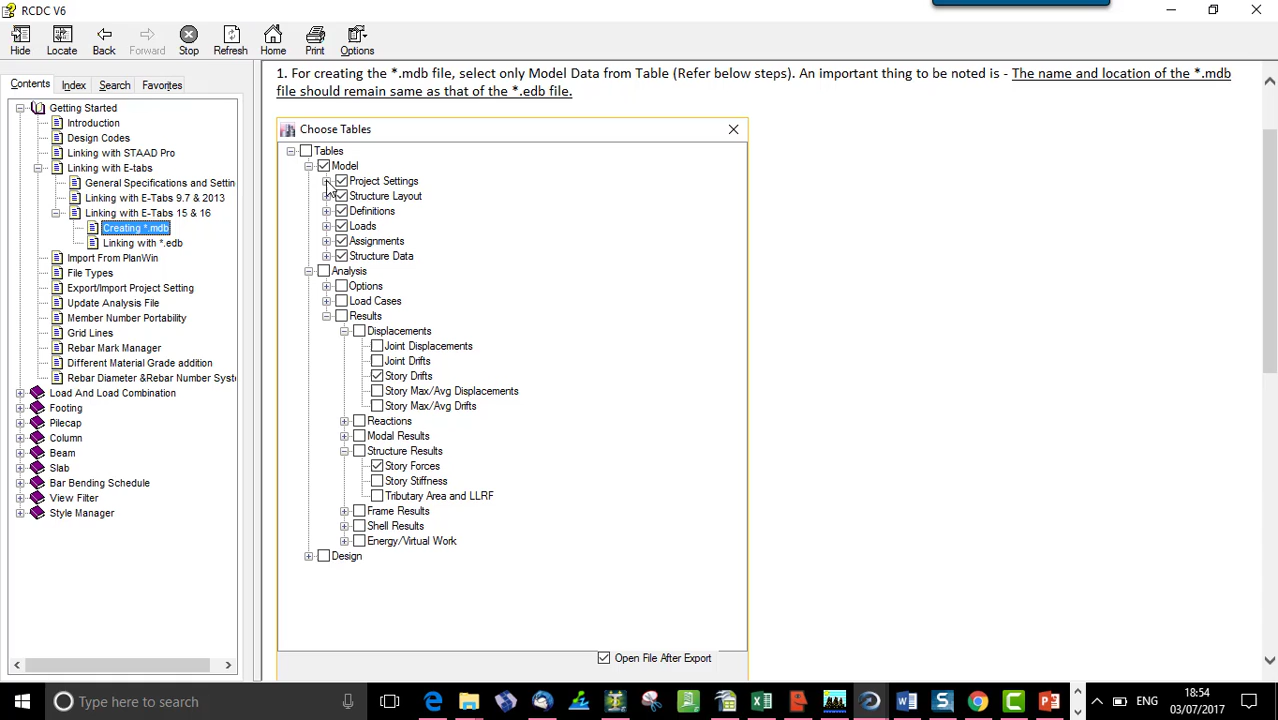 RCDC V6
Hide
Locate
Back
Forward
Stop
Refresh
Home
Print
Options
Contents
Index
Search
Favorites
Getting Started
Introduction
Design Codes
Linking with STAAD Pro
Linking with E-tabs
General Specifications and Settin
Linking with E-Tabs 9.7 & 2013
Linking with E-Tabs 15 & 16
Creating *.mdb
Linking with *.edb
Import From PlanWin
File Types
Export/Import Project Setting
Update Analysis File
Member Number Portability
Grid Lines
Rebar Mark Manager
Different Material Grade addition
Rebar Diameter &Rebar Number Syste
Load And Load Combination
Footing
Pilecap
Column
Beam
Slab
Bar Bending Schedule
View Filter
Style Manager
1. For creating the *.mdb file, select only Model Data from Table (Refer below steps). An important thing to be noted is - The name and location of the *.mdb
file should remain same as that of the *.edb file.
Choose Tables
Tables
Model
Project Settings
Structure Layout
Definitions
Loads
Assignments
Structure Data
Analysis
Options
Load Cases
Results
Displacements
Joint Displacements
Joint Drifts
Story Drifts
Story Max/Avg Displacements
Story Max/Avg Drifts
Reactions
Modal Results
Structure Results
Story Forces
Story Stiffness
Tributary Area and LLRF
Frame Results
Shell Results
Energy/Virtual Work
Design
Open File After Export
Type here to search
ENG
18:54
03/07/2017